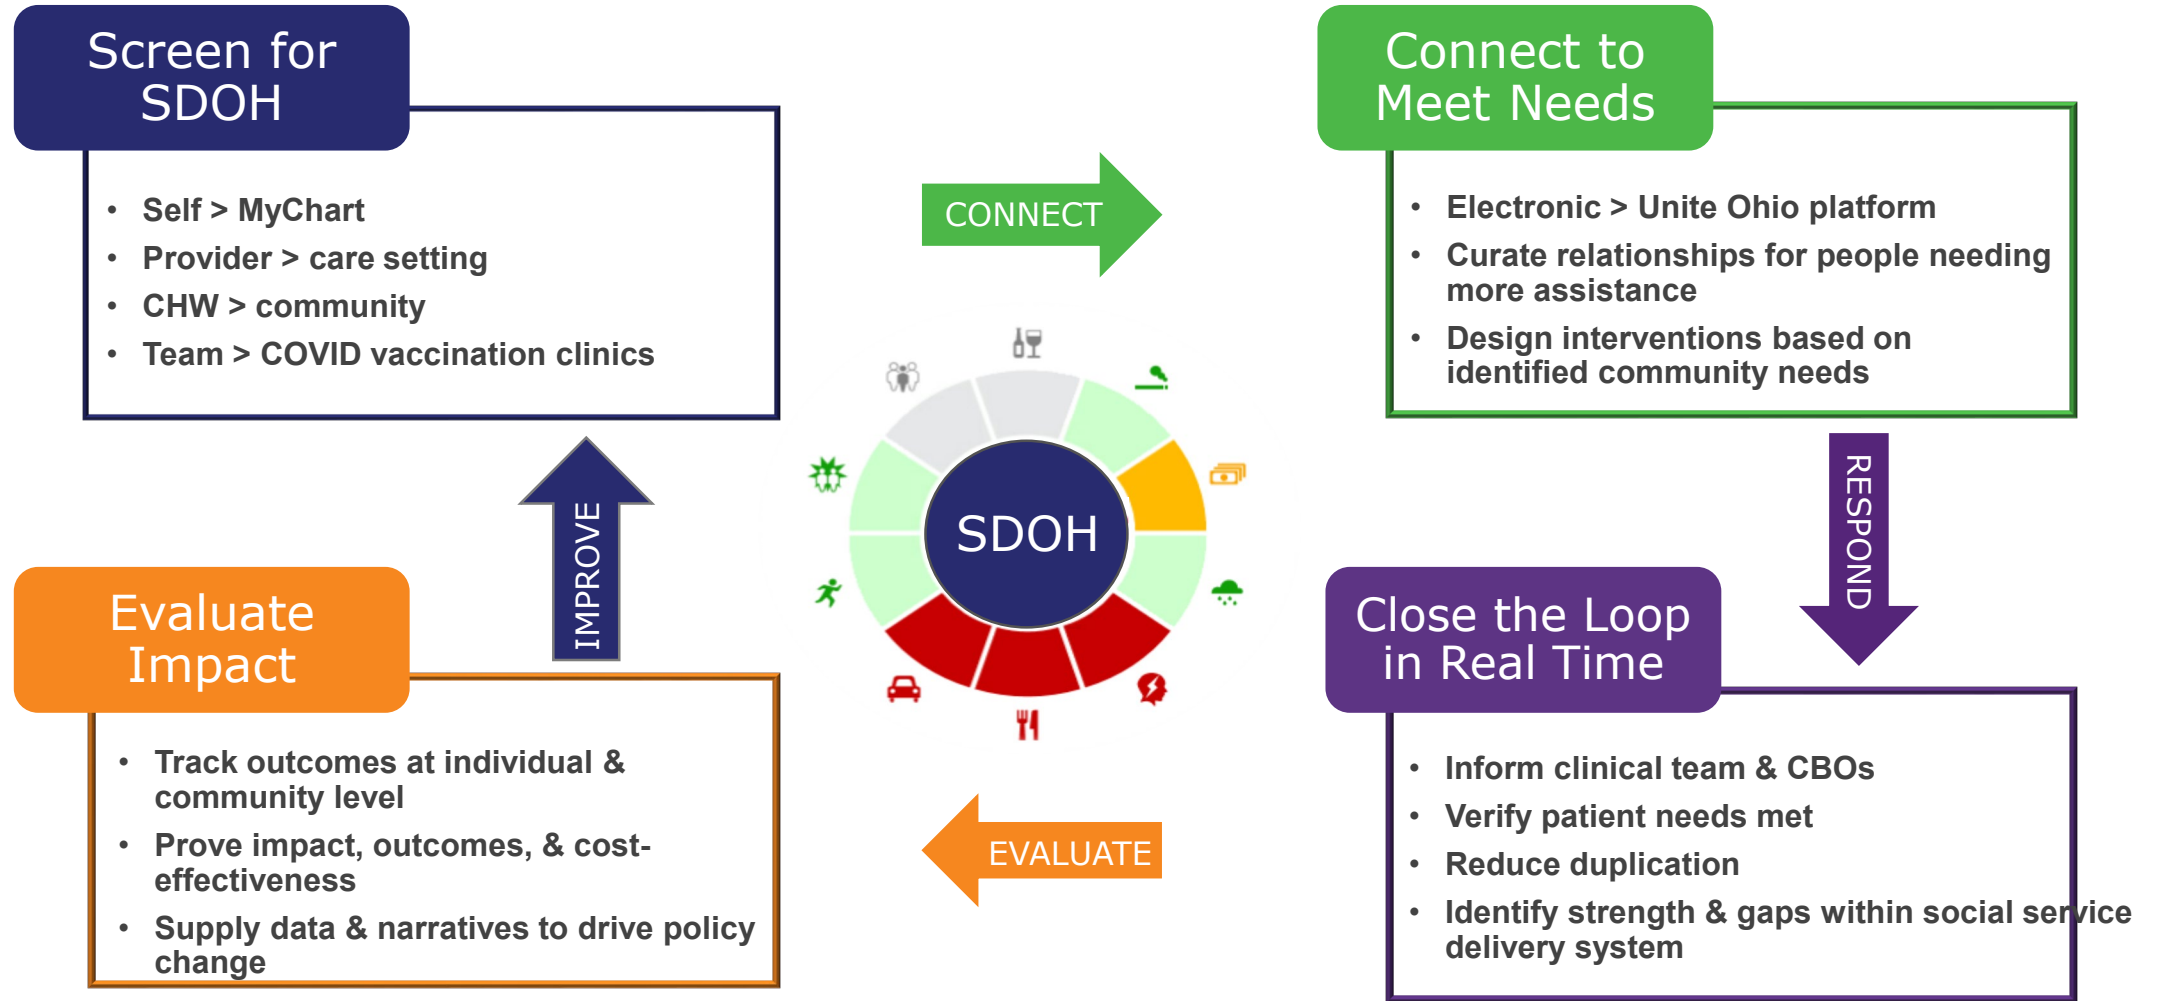 Screen for
SDOH
• Self > MyChart
• Provider > care setting
• CHW > community
• Team > COVID vaccination clinics
CONNECT
Connect to
Meet Needs
• Electronic > Unite Ohio platform
• Curate relationships for people needing
more assistance
• Design interventions based on
identified community needs
RESPOND
SDOH
Close the Loop
in Real Time
• Inform clinical team & CBOs
• Verify patient needs met
• Reduce duplication
• Identify strength & gaps within social service
delivery system
EVALUATE
Evaluate
Impact
• Track outcomes at individual &
community level
• Prove impact, outcomes, & cost-
effectiveness
• Supply data & narratives to drive policy
change
IMPROVE